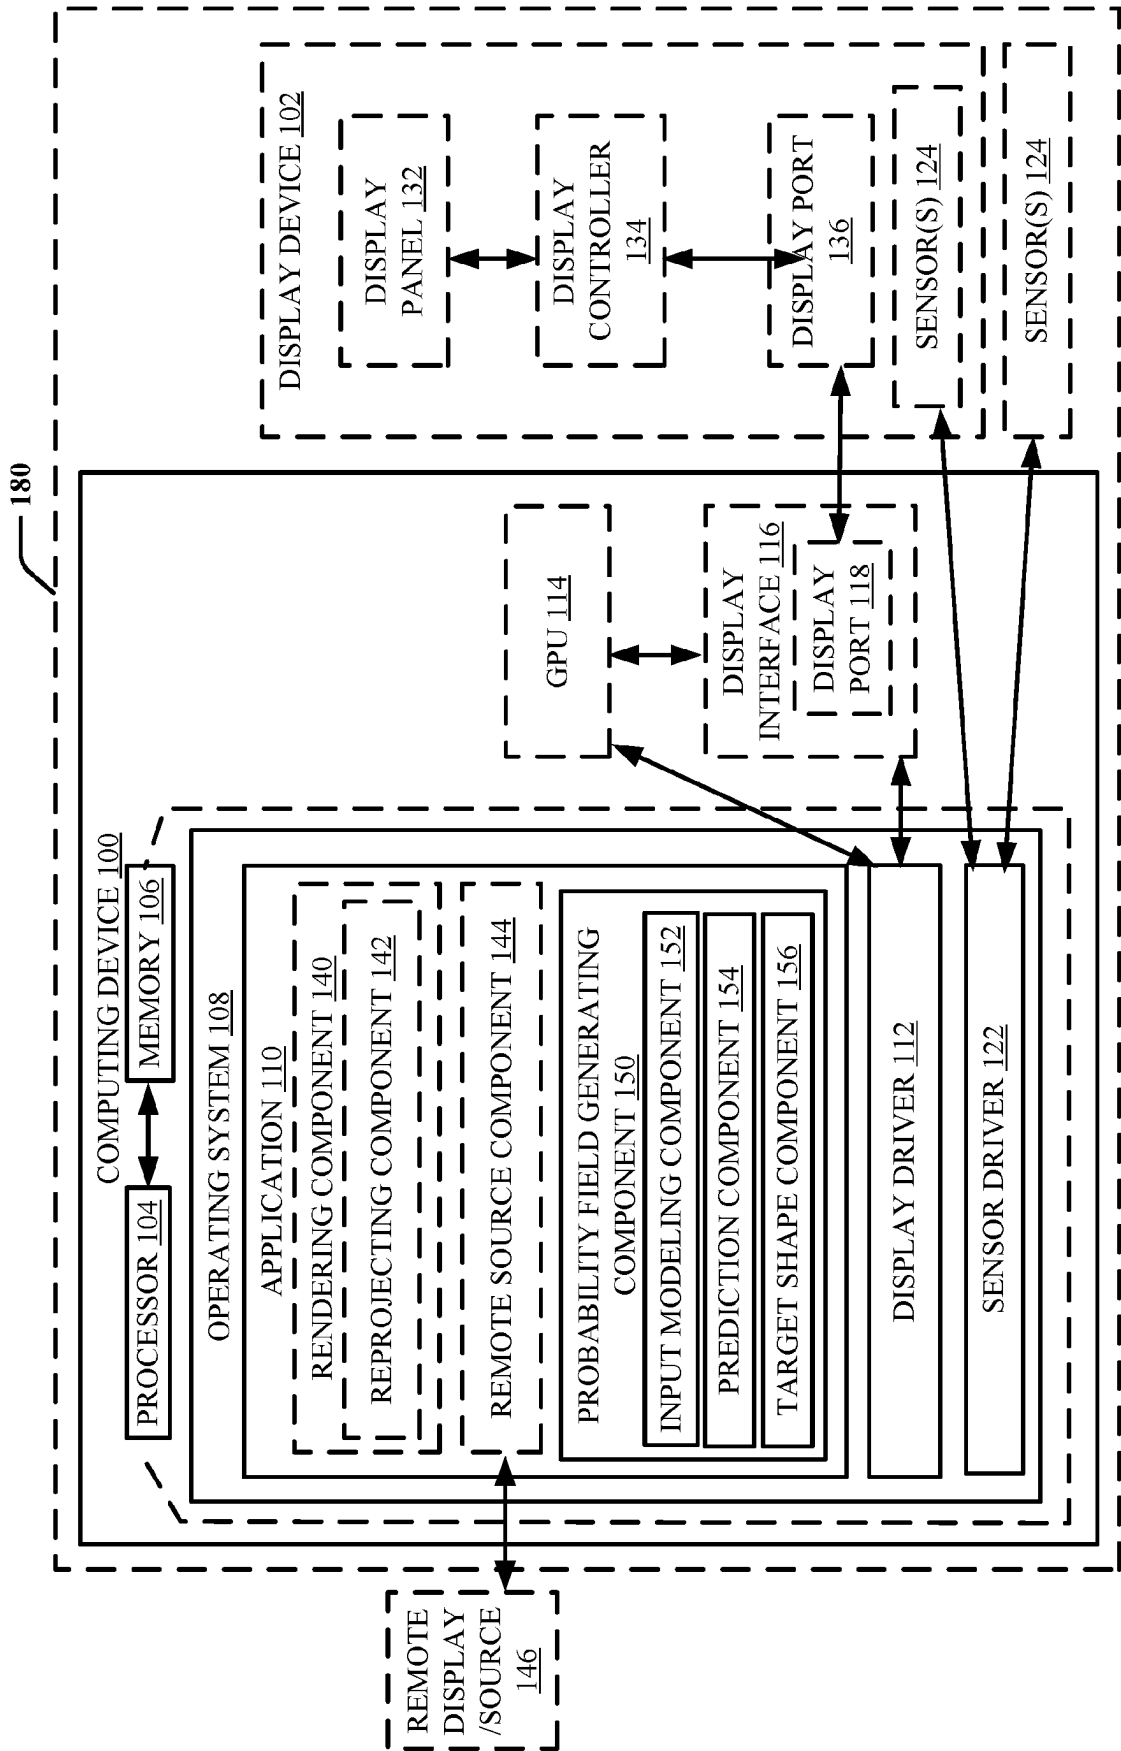 180
COMPUTING DEVICE 100
PROCESSOR 104
MEMORY 106
OPERATING SYSTEM 108
APPLICATION 110
RENDERING COMPONENT 140
REPROJECTING COMPONENT 142
REMOTE SOURCE COMPONENT 144
PROBABILITY FIELD GENERATING
COMPONENT 150
INPUT MODELING COMPONENT 152
PREDICTION COMPONENT 154
TARGET SHAPE COMPONENT 156
DISPLAY DRIVER 112
SENSOR DRIVER 122
REMOTE
DISPLAY
/SOURCE
146
GPU 114
DISPLAY
INTERFACE 116
DISPLAY
PORT 118
DISPLAY DEVICE 102
DISPLAY
PANEL 132
DISPLAY
CONTROLLER
134
DISPLAY PORT
136
SENSOR(S) 124
SENSOR(S) 124